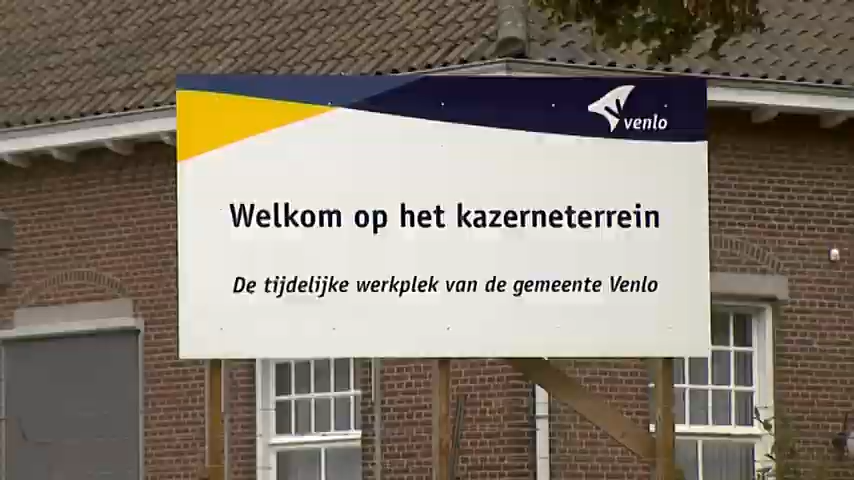 venlo
Welkom op het kazerneterrein
De tijdelijke werkplek van de gemeente Venlo